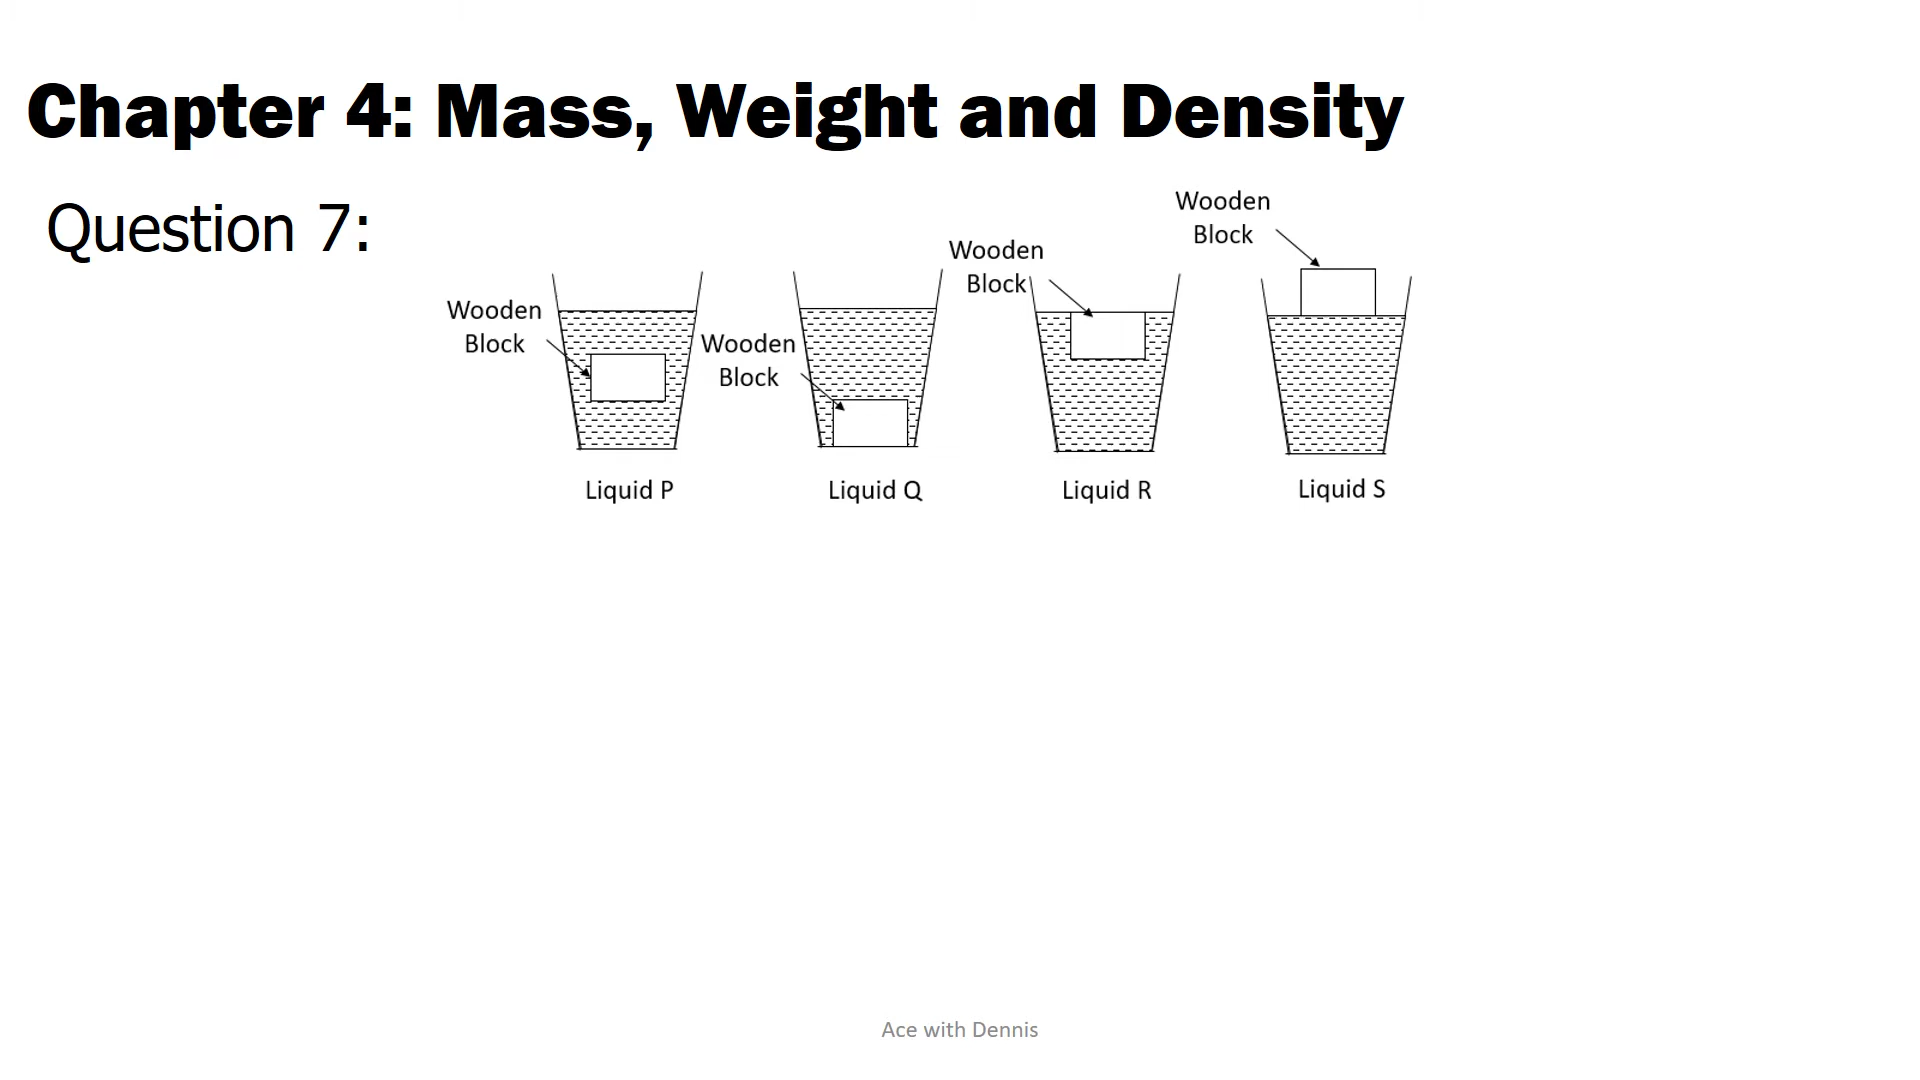 Chapter 4: Mass, Weight and Density
Question 7:
Wooden
Block
Wooden
Block
Wooden
Block
Wooden
Block
Liquid P
Liquid Q
Liquid R
Liquid S
Ace with Dennis